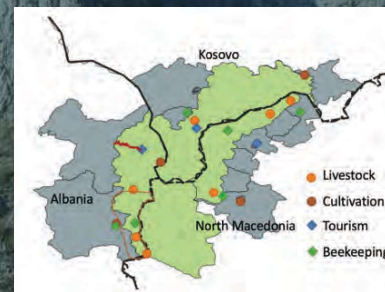 Kosovo
Albania
North Macedonia
Livestock
Cultivation
Tourism
Beekeeping